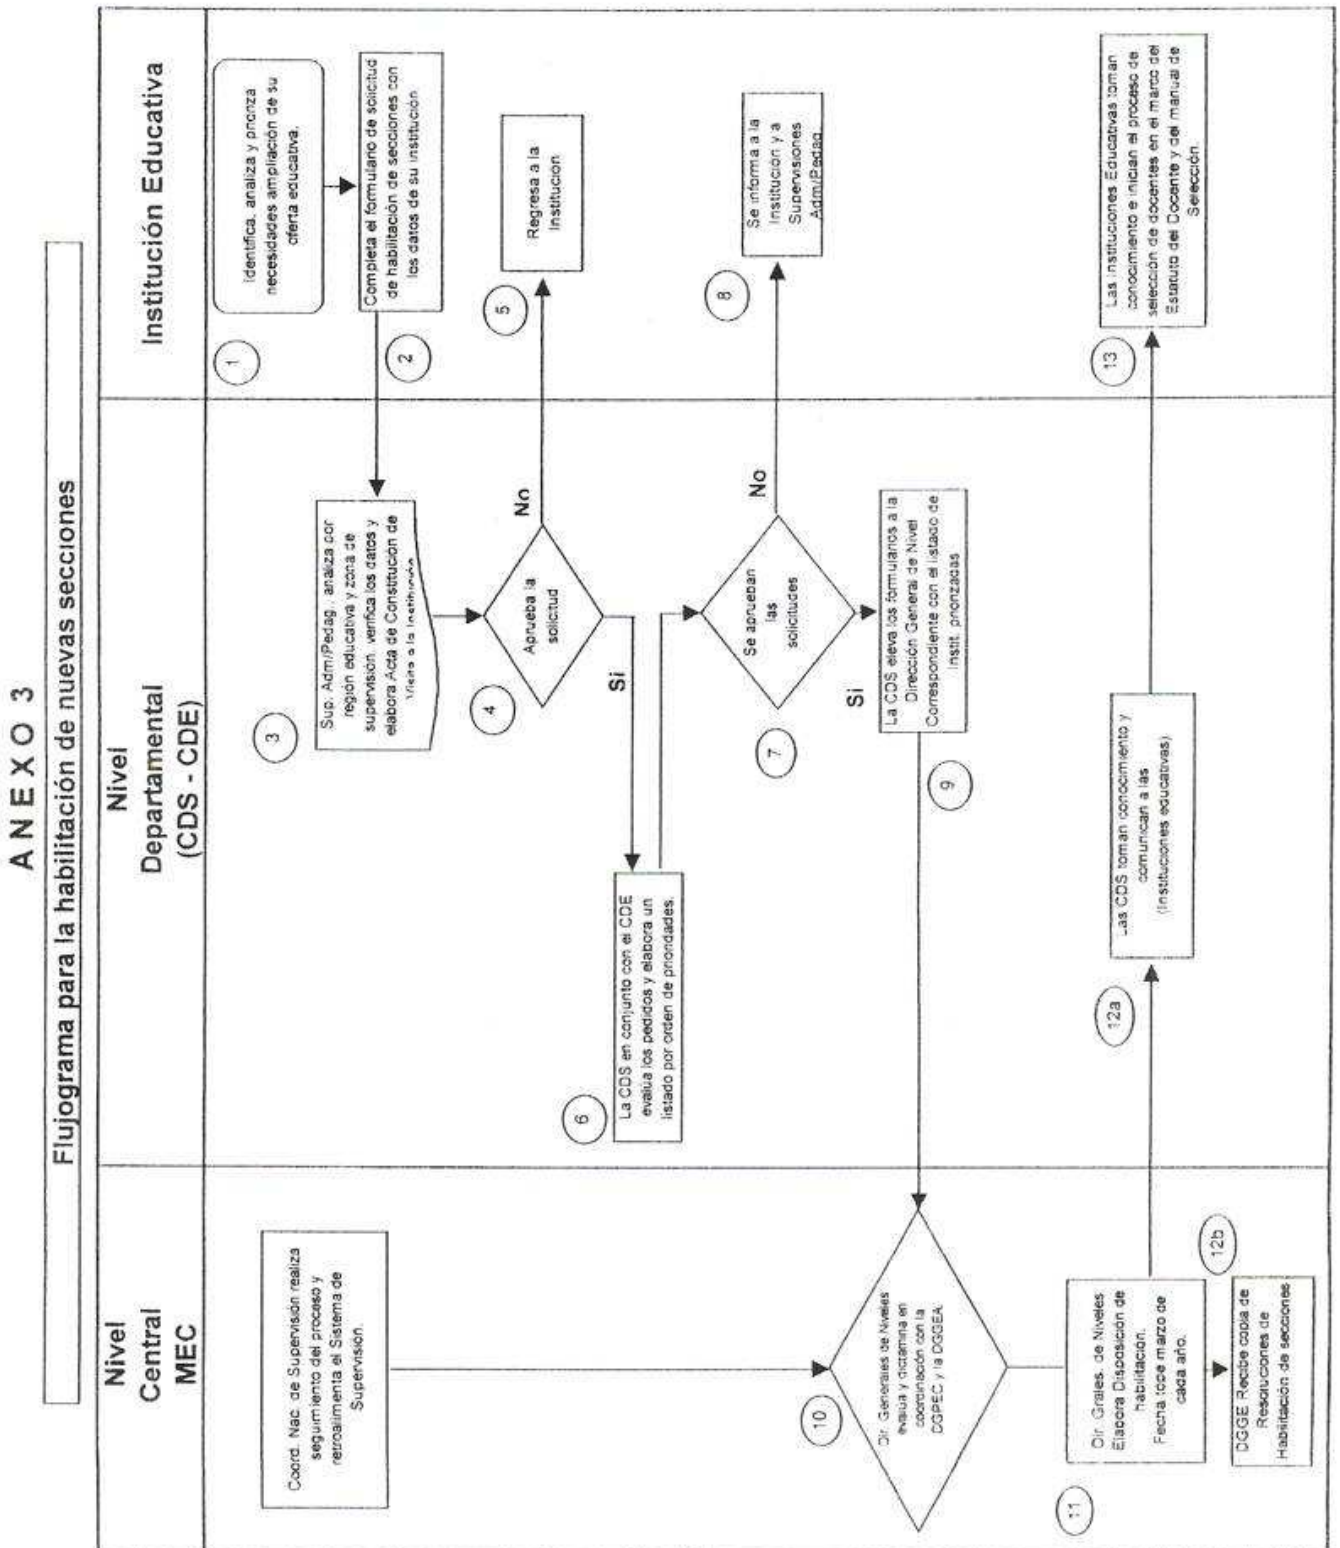 ANEXO 3
Flujograma para la habilitación de nuevas secciones
Nivel
Central
MEC
Nivel
Departamental
(CDS - CDE)
Institución Educativa
1
Identifica, analiza y prioriza
necesidades ampliación de su
oferta educativa.
2
Completa el formulario de solicitud
de habilitación de secciones con
los datos de su institución
3
Sup. Adm/Pedag., analiza por
región educativa y zona de
supervisión, verifica los datos y
elabora Acta de Constitución de
Visita a la Institución
4
Aprueba la
solicitud
No
Si
5
Regresa a la
Institución
6
La CDS en conjunto con el CDE
evalúa los pedidos y elabora un
listado por orden de prioridades.
7
Se aprueban
las
solicitudes
No
Si
8
Se informa a la
Institución y a
Supervisiones
Adm/Pedag
9
La CDS eleva los formularios a la
Dirección General de Nivel
Correspondiente con el listado de
Instit. priorizadas
Coord. Nac. de Supervisión realiza
seguimiento del proceso y
retroalimenta el Sistema de
Supervisión.
10
Dir. Generales de Niveles
evalúa y dictamina en
coordinación con la
DGPEC y la DGGEA.
11
Dir. Grales. de Niveles
Elabora Disposición de
habilitación.
Fecha tope marzo de
cada año.
12a
Las CDS toman conocimiento y
comunican a las
(Instituciones educativas)
12b
DGGE Recibe copia de
Resoluciones de
Habilitación de secciones
13
Las Instituciones Educativas toman
conocimiento e inician el proceso de
selección de docentes en el marco del
Estatuto del Docente y del manual de
Selección.